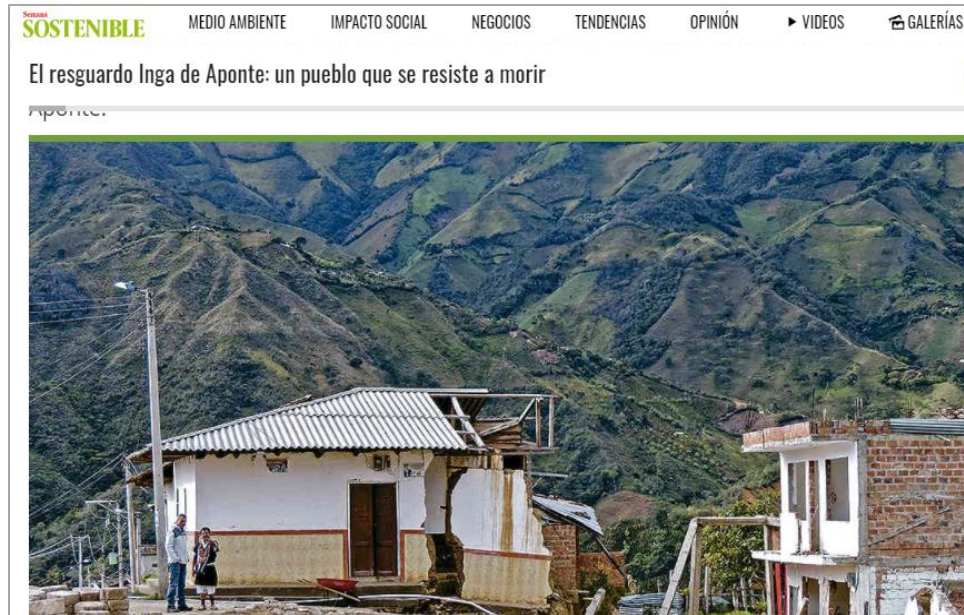 Semana
SOSTENIBLE
MEDIO AMBIENTE IMPACTO SOCIAL NEGOCIOS TENDENCIAS OPINIÓN VIDEOS GALERÍAS
El resguardo Inga de Aponte: un pueblo que se resiste a morir
Aponte.